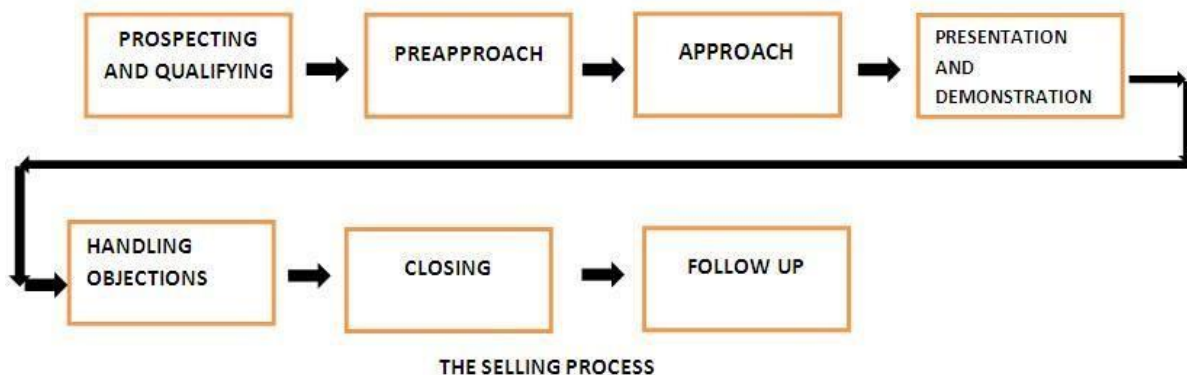 PROSPECTING
AND QUALIFYING
PREAPPROACH
APPROACH
PRESENTATION
AND
DEMONSTRATION
HANDLING
OBJECTIONS
CLOSING
FOLLOW UP
THE SELLING PROCESS